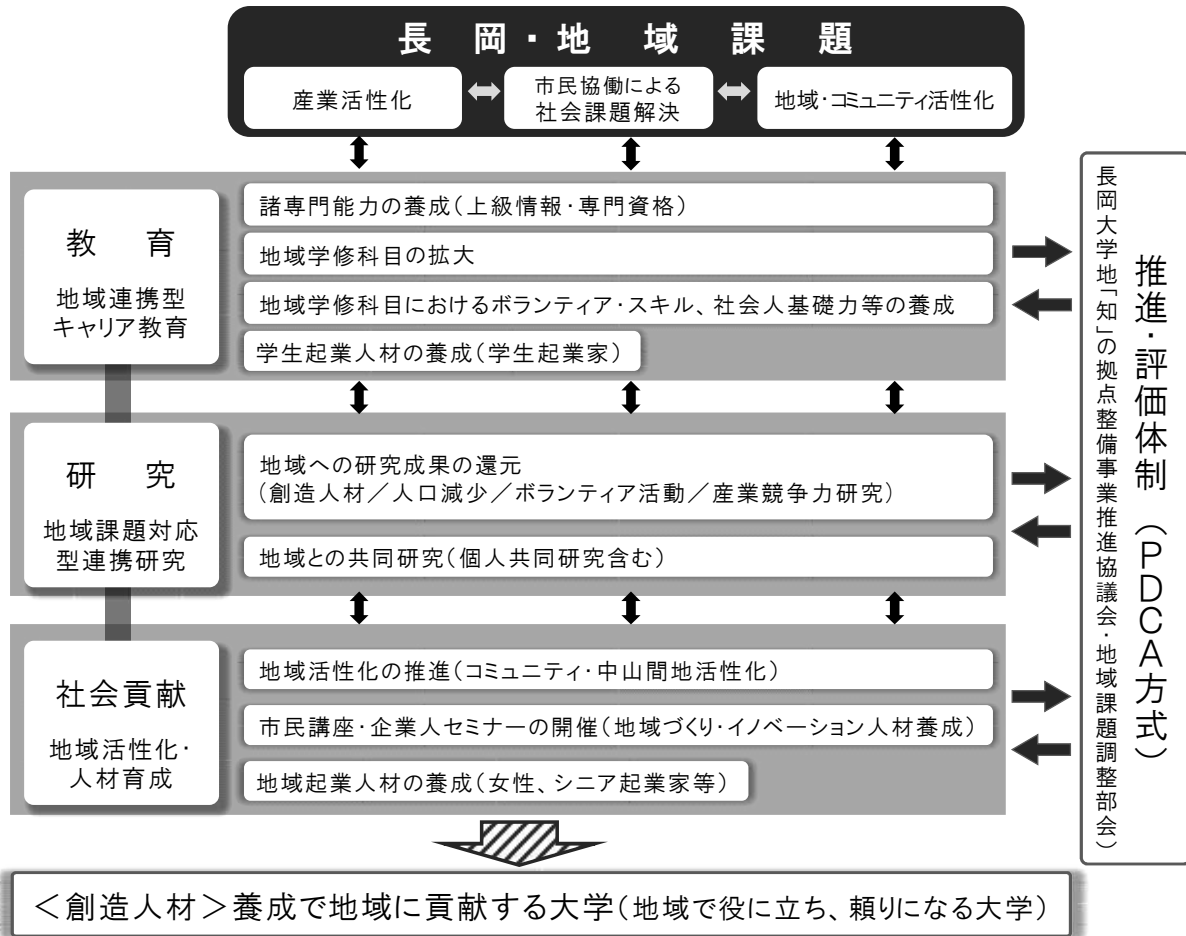 長岡・地域課題
産業活性化
市民協働による
社会課題解決
地域・コミュニティ活性化
教育
地域連携型
キャリア教育
諸専門能力の養成(上級情報・専門資格)
地域学修科目の拡大
地域学修科目におけるボランティア・スキル、社会人基礎力等の養成
学生起業人材の養成(学生起業家)
研究
地域課題対応
型連携研究
地域への研究成果の還元
(創造人材／人口減少／ボランティア活動／産業競争力研究)
地域との共同研究(個人共同研究含む)
社会貢献
地域活性化・
人材育成
地域活性化の推進(コミュニティ・中山間地活性化)
市民講座・企業人セミナーの開催(地域づくり・イノベーション人材養成)
地域起業人材の養成(女性、シニア起業家等)
推進・評価体制(PDCA方式)
長岡大学地「知」の拠点整備事業推進協議会・地域課題調整部会)
＜創造人材＞養成で地域に貢献する大学(地域で役に立ち、頼りになる大学)